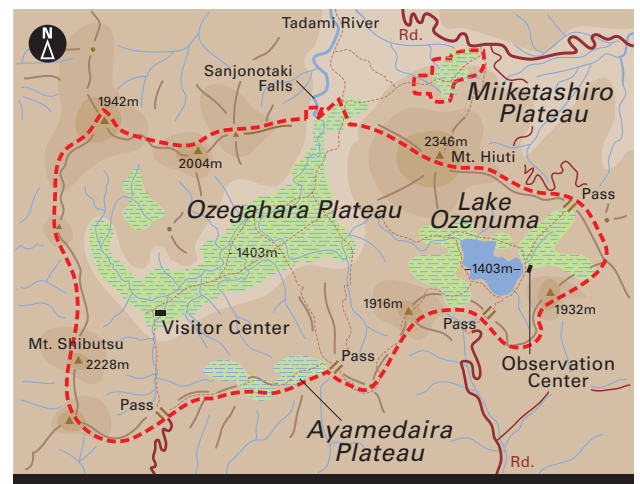 N
Tadami River
Rd.
Sanjonotaki
Falls
Miiketashiro
Plateau
1942m
2004m
2346m
Mt. Hiuti
Pass
Lake
Ozenuma
Ozegahara Plateau
1403m
1403m
1916m
1932m
Visitor Center
Pass
Mt. Shibutsu
2228m
Pass
Observation
Center
Pass
Ayamedaira
Plateau
Rd.